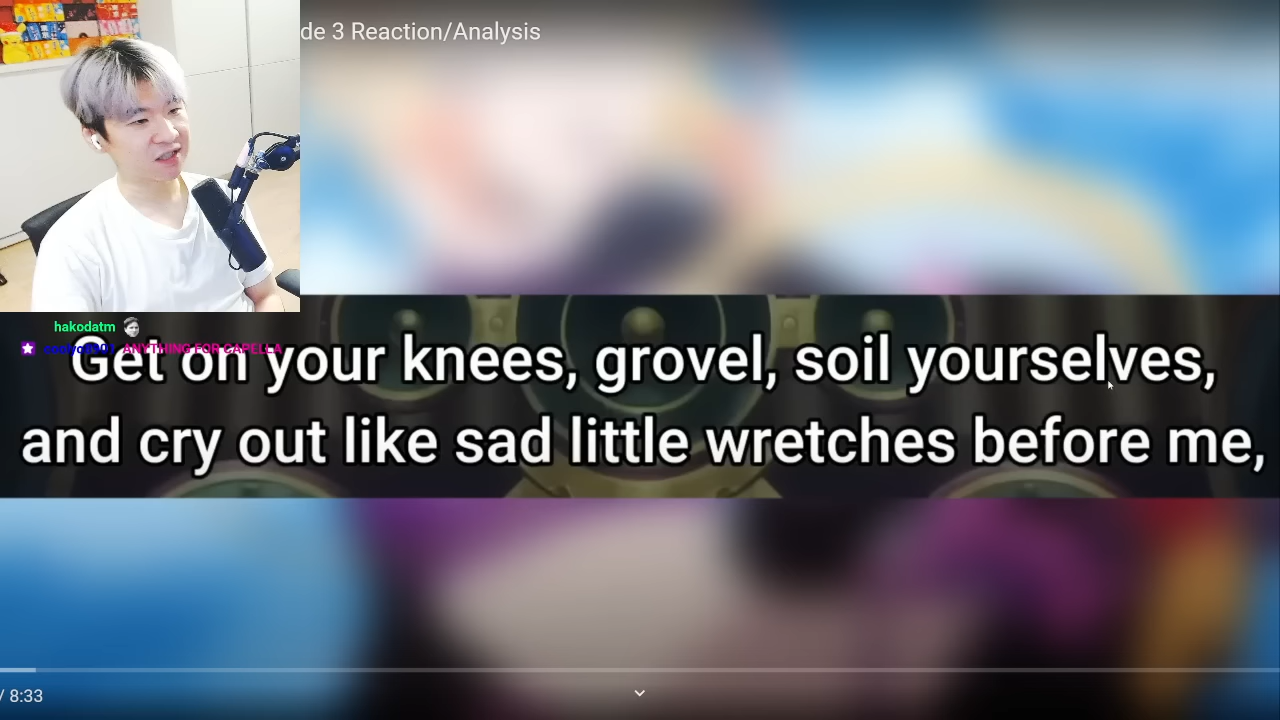 de 3 Reaction/Analysis
hakodatm
ANYTHING FOR CAPELLA
Get on your knees, grovel, soil yourselves,
and cry out like sad little wretches before me,
/ 8:33